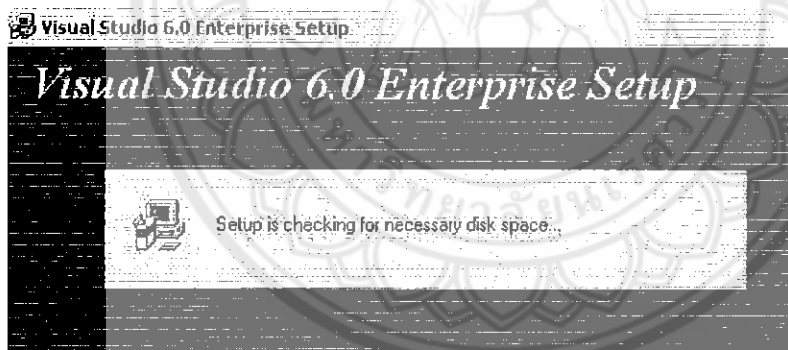 Visual Studio 6.0 Enterprise Setup
Visual Studio 6.0 Enterprise Setup
Setup is checking for necessary disk space...